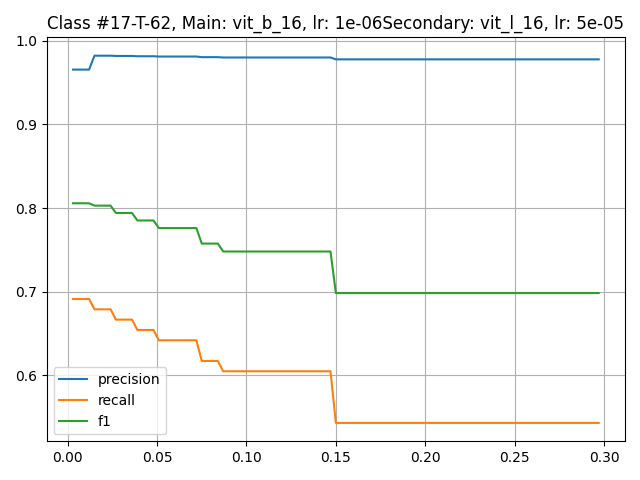 Class #17-T-62, Main: vit_b_16, lr: 1e-06Secondary: vit_l_16, lr: 5e-05
1.0
0.9
0.8
0.7
0.6
precision
recall
f1
0.00 0.05 0.10 0.15 0.20 0.25 0.30